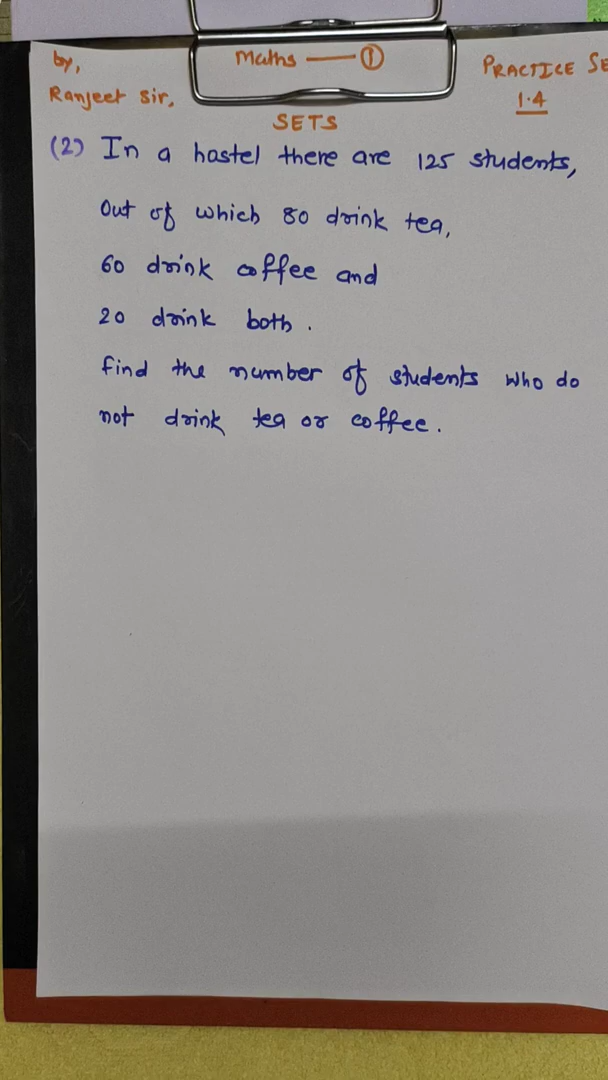 by,
Ranjeet Sir.
Maths — ①
PRACTICE SE
1.4
SETS
(2) In a hostel there are 125 students,
out of which 80 drink tea,
60 drink coffee and
20 drink both.
find the number of students who do
not drink tea or coffee.